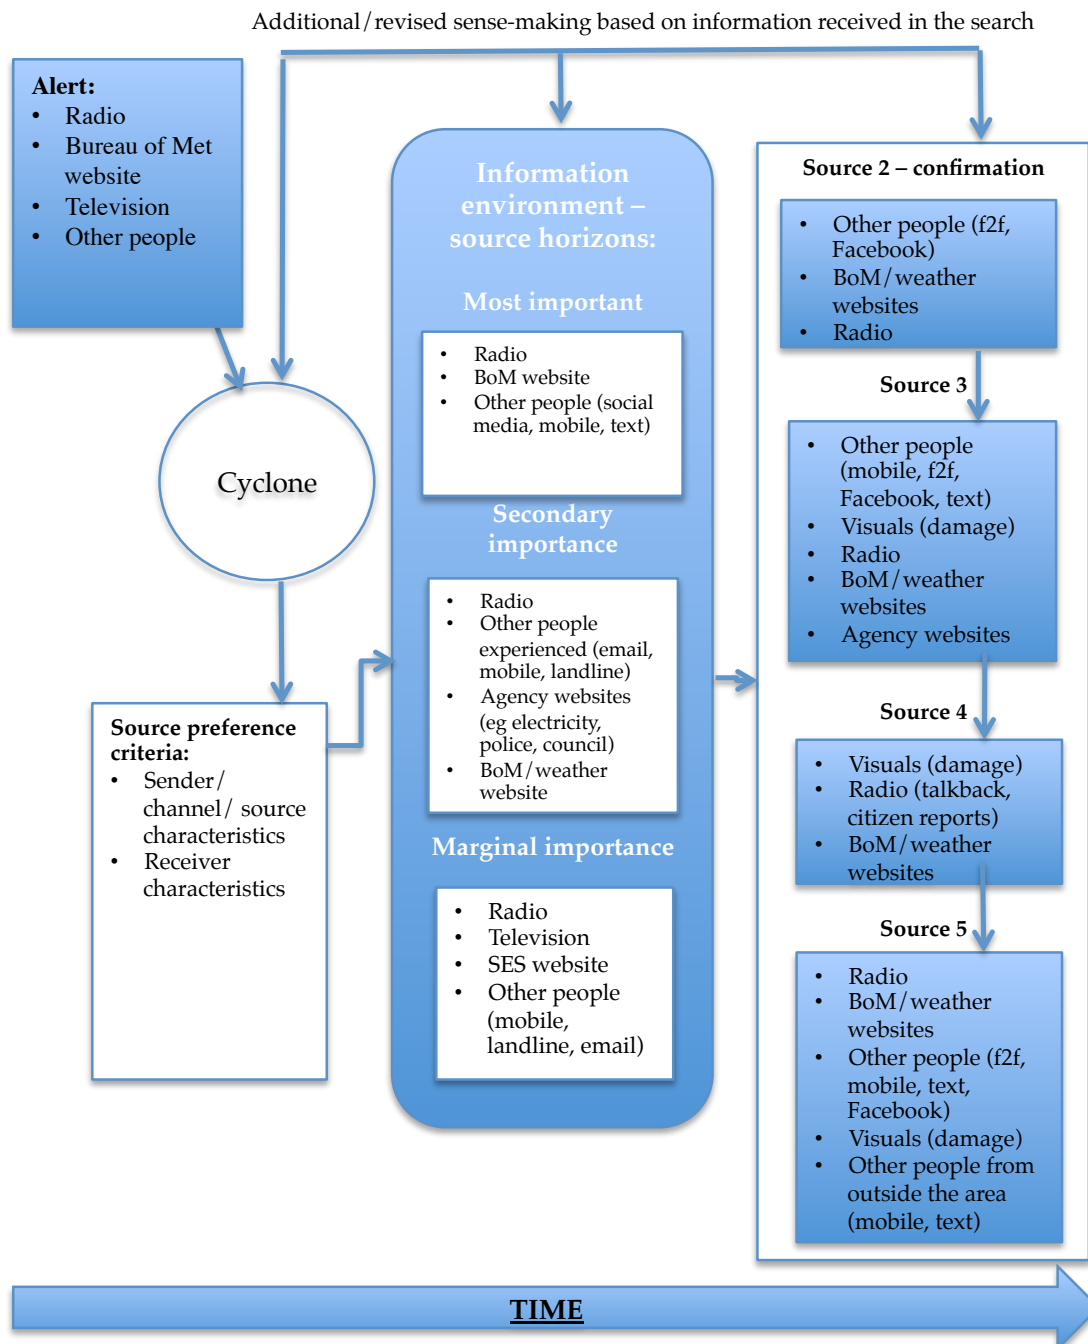 Additional/revised sense-making based on information received in the search
Alert:
• Radio
• Bureau of Met
website
• Television
• Other people
Cyclone
Source preference
criteria:
• Sender/
channel/ source
characteristics
• Receiver
characteristics
Information
environment –
source horizons:
Most important
• Radio
• BoM website
• Other people (social
media, mobile, text)
Secondary
importance
• Radio
• Other people
experienced (email,
mobile, landline)
• Agency websites
(eg electricity,
police, council)
• BoM/weather
website
Marginal importance
• Radio
• Television
• SES website
• Other people
(mobile,
landline, email)
Source 2 – confirmation
• Other people (f2f,
Facebook)
• BoM/weather
websites
• Radio
Source 3
• Other people
(mobile, f2f,
Facebook, text)
• Visuals (damage)
• Radio
• BoM/weather
websites
• Agency websites
Source 4
• Visuals (damage)
• Radio (talkback,
citizen reports)
• BoM/weather
websites
Source 5
• Radio
• BoM/weather
websites
• Other people (f2f,
mobile, text,
Facebook)
• Visuals (damage)
• Other people from
outside the area
(mobile, text)
TIME